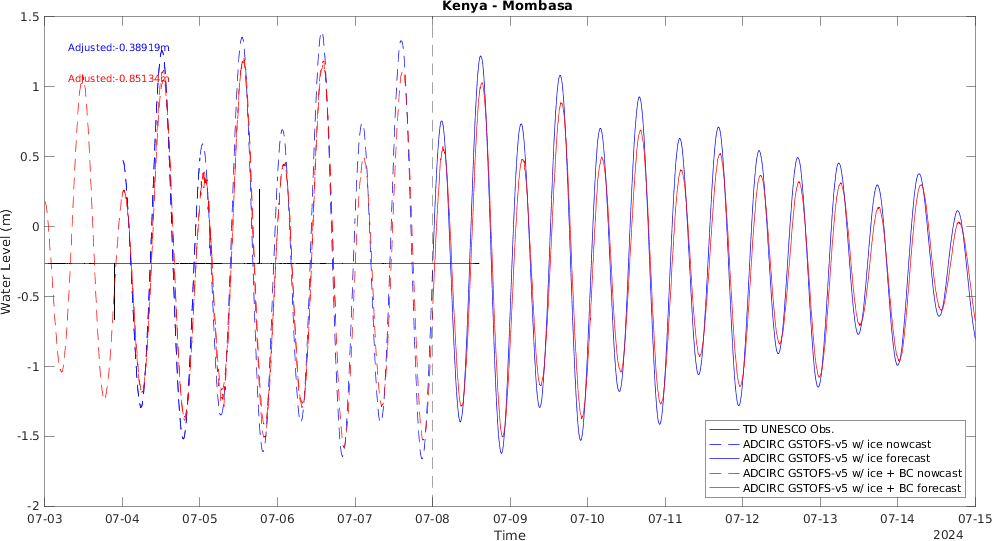 Kenya - Mombasa
Adjusted:-0.38919m
Adjusted:-0.85134m
Water Level (m)
1.5
1
0.5
0
-0.5
-1
-1.5
-2
TD UNESCO Obs.
ADCIRC GSTOFS-v5 w/ ice nowcast
ADCIRC GSTOFS-v5 w/ ice forecast
ADCIRC GSTOFS-v5 w/ ice + BC nowcast
ADCIRC GSTOFS-v5 w/ ice + BC forecast
07-03 07-04 07-05 07-06 07-07 07-08 07-09 07-10 07-11 07-12 07-13 07-14 07-15
Time
2024